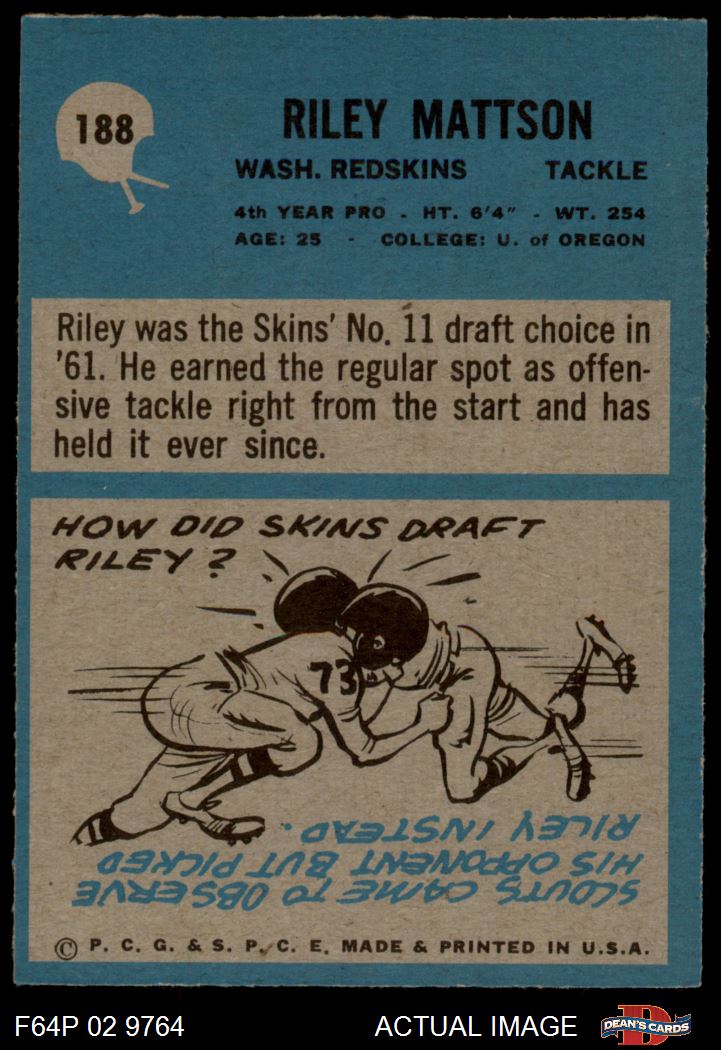 188
RILEY MATTSON
WASH. REDSKINS TACKLE
4th YEAR PRO - HT. 6'4" - WT. 254
AGE: 25 - COLLEGE: U. of OREGON
Riley was the Skins' No. 11 draft choice in
'61. He earned the regular spot as offen-
sive tackle right from the start and has
held it ever since.
HOW DID SKINS DRAFT
RILEY?
73
SCOUTS CAME TO OBSERVE
HIS OPPONENT BUT PICKED
RILEY INSTEAD.
© P. C. G. & S. P. C. E. MADE & PRINTED IN U.S.A.
F64P 02 9764 ACTUAL IMAGE D DEAN'S CARDS